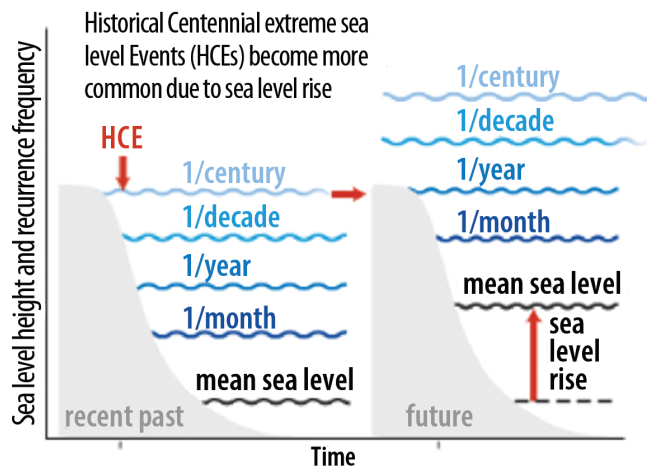 Historical Centennial extreme sea
level Events (HCEs) become more
common due to sea level rise
Sea level height and recurrence frequency
HCE
1/century
1/decade
1/year
1/month
mean sea level
recent past
1/century
1/decade
1/year
1/month
mean sea level
sea
level
rise
future
Time